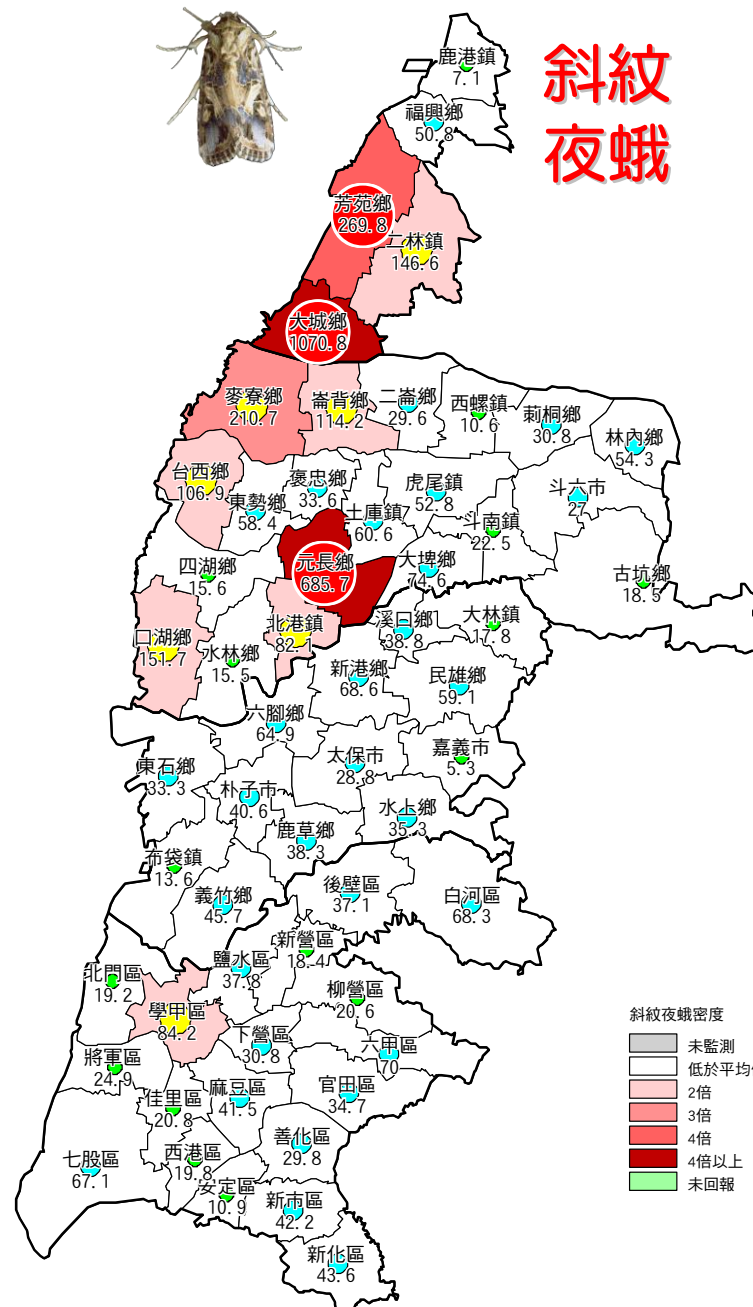 斜紋
夜蛾
鹿港鎮
7.1
福興鄉
50.8
芳苑鄉
269.8
二林鎮
146.6
大城鄉
1070.8
麥寮鄉
210.7
崙背鄉
114.2
二崙鄉
29.6
西螺鎮
10.6
莿桐鄉
30.8
林內鄉
54.3
台西鄉
106.9
東勢鄉
58.4
褒忠鄉
33.6
土庫鎮
60.6
虎尾鎮
52.8
斗南鎮
22.5
斗六市
27
四湖鄉
15.6
元長鄉
685.7
大埤鄉
74.6
古坑鄉
18.5
口湖鄉
151.7
水林鄉
15.5
北港鎮
82.1
溪口鄉
38.8
大林鎮
17.8
新港鄉
68.6
民雄鄉
59.1
六腳鄉
64.9
東石鄉
33.3
太保市
28.8
嘉義市
5.3
朴子市
40.6
鹿草鄉
38.3
水上鄉
35.3
布袋鎮
13.6
義竹鄉
45.7
後壁區
37.1
白河區
68.3
北門區
19.2
學甲區
84.2
鹽水區
37.8
新營區
18.4
柳營區
20.6
下營區
30.8
六甲區
70
將軍區
24.9
佳里區
20.8
麻豆區
41.5
官田區
34.7
七股區
67.1
西港區
19.8
善化區
29.8
安定區
10.9
新市區
42.2
新化區
43.6
斜紋夜蛾密度
未監測
低於平均
2倍
3倍
4倍
4倍以上
未回報